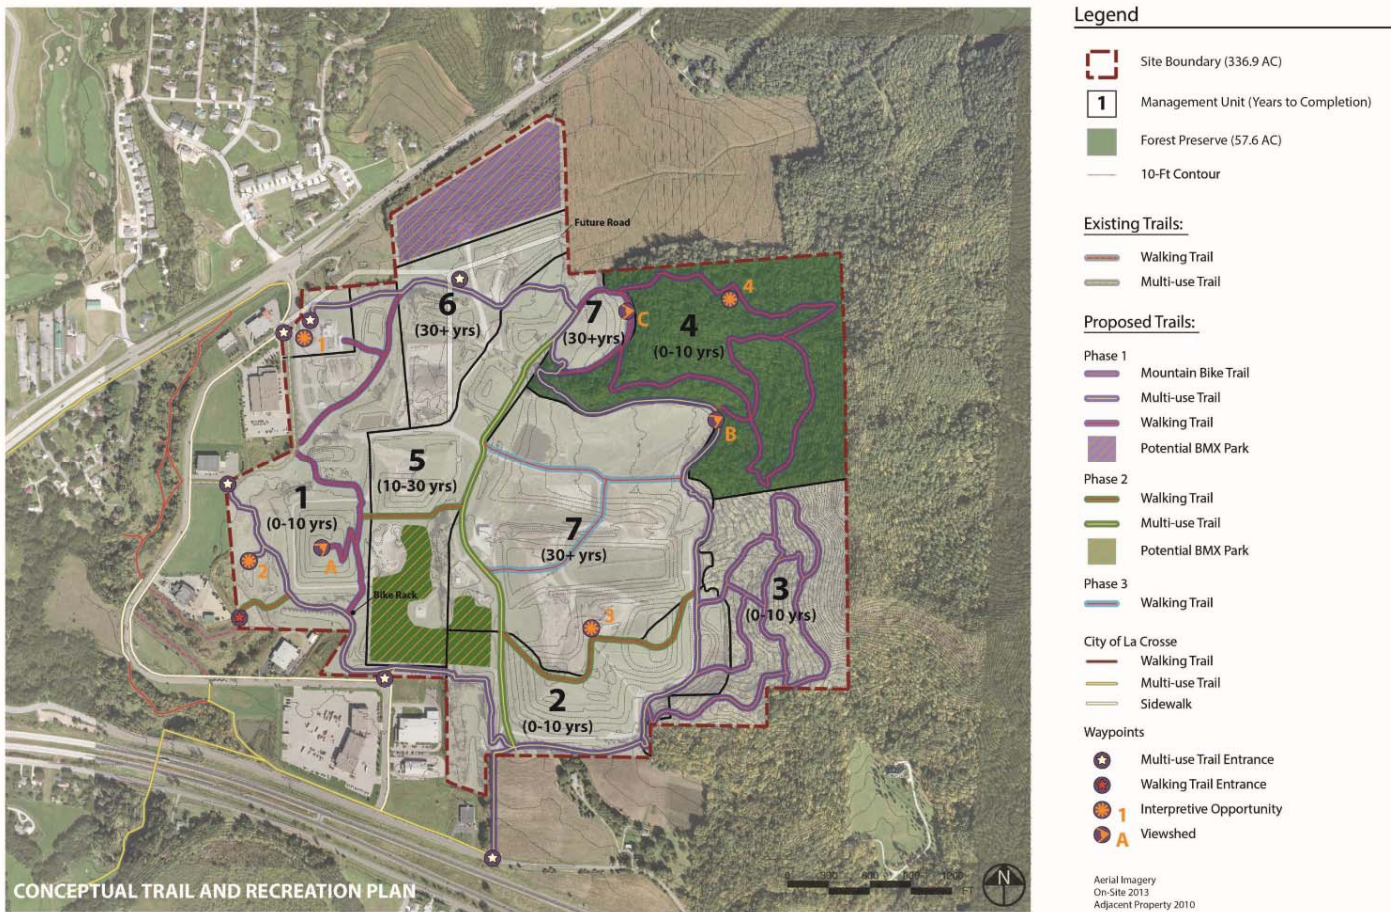 Future Road
6
(30+ yrs)
7
(30+yrs)
C
4
4
(0-10 yrs)
1
B
5
(10-30 yrs)
1
(0-10 yrs)
A
2
Bike Rack
7
(30+ yrs)
3
3
(0-10 yrs)
2
(0-10 yrs)
CONCEPTUAL TRAIL AND RECREATION PLAN
0 300 600 900 1200
FT
N
Legend
Site Boundary (336.9 AC)
1 Management Unit (Years to Completion)
Forest Preserve (57.6 AC)
10-Ft Contour
Existing Trails:
Walking Trail
Multi-use Trail
Proposed Trails:
Phase 1
Mountain Bike Trail
Multi-use Trail
Walking Trail
Potential BMX Park
Phase 2
Walking Trail
Multi-use Trail
Potential BMX Park
Phase 3
Walking Trail
City of La Crosse
Walking Trail
Multi-use Trail
Sidewalk
Waypoints
Multi-use Trail Entrance
Walking Trail Entrance
1 Interpretive Opportunity
A Viewshed
Aerial Imagery
On-Site 2013
Adjacent Property 2010